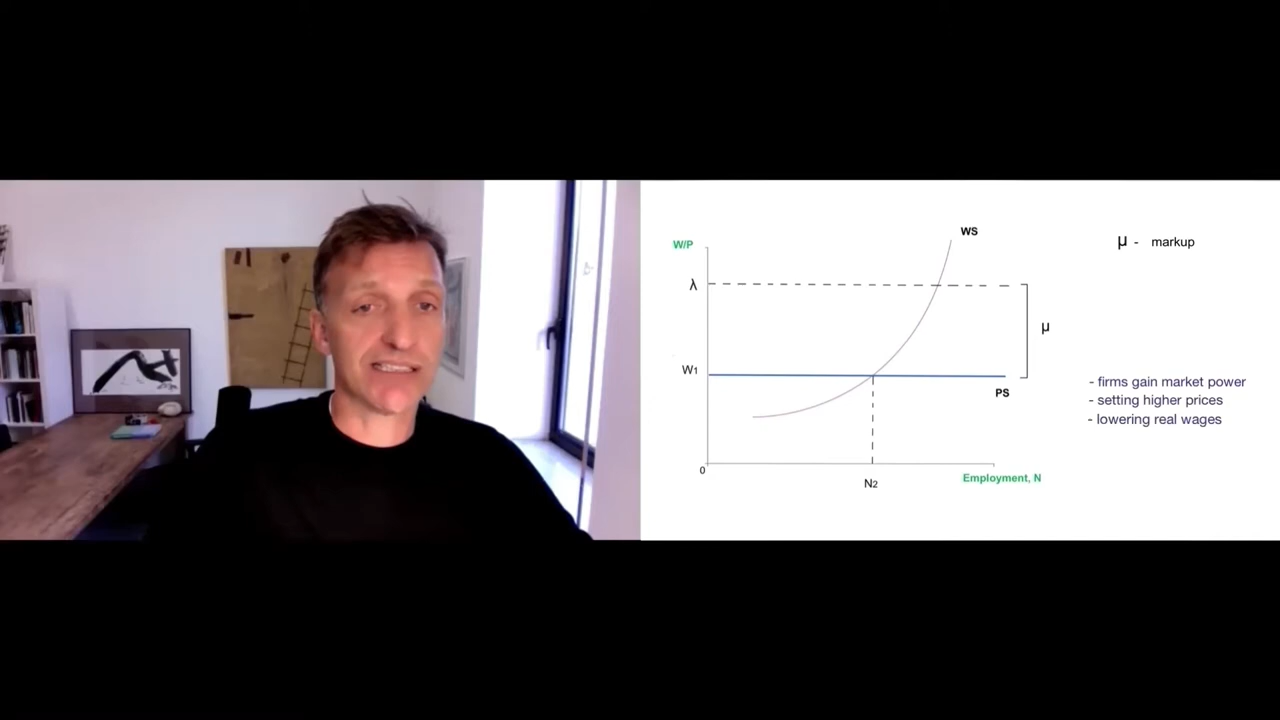 WS
W/P
μ - markup
λ
μ
W1
PS
- firms gain market power
- setting higher prices
- lowering real wages
0
N2
Employment, N